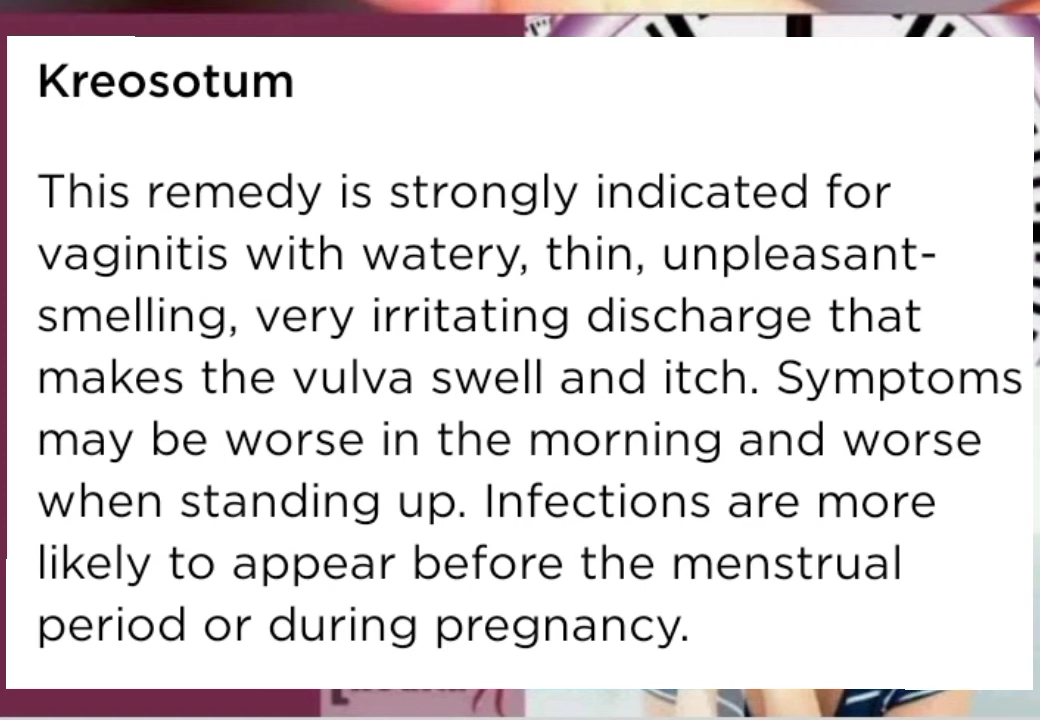 Kreosotum
This remedy is strongly indicated for
vaginitis with watery, thin, unpleasant-
smelling, very irritating discharge that
makes the vulva swell and itch. Symptoms
may be worse in the morning and worse
when standing up. Infections are more
likely to appear before the menstrual
period or during pregnancy.